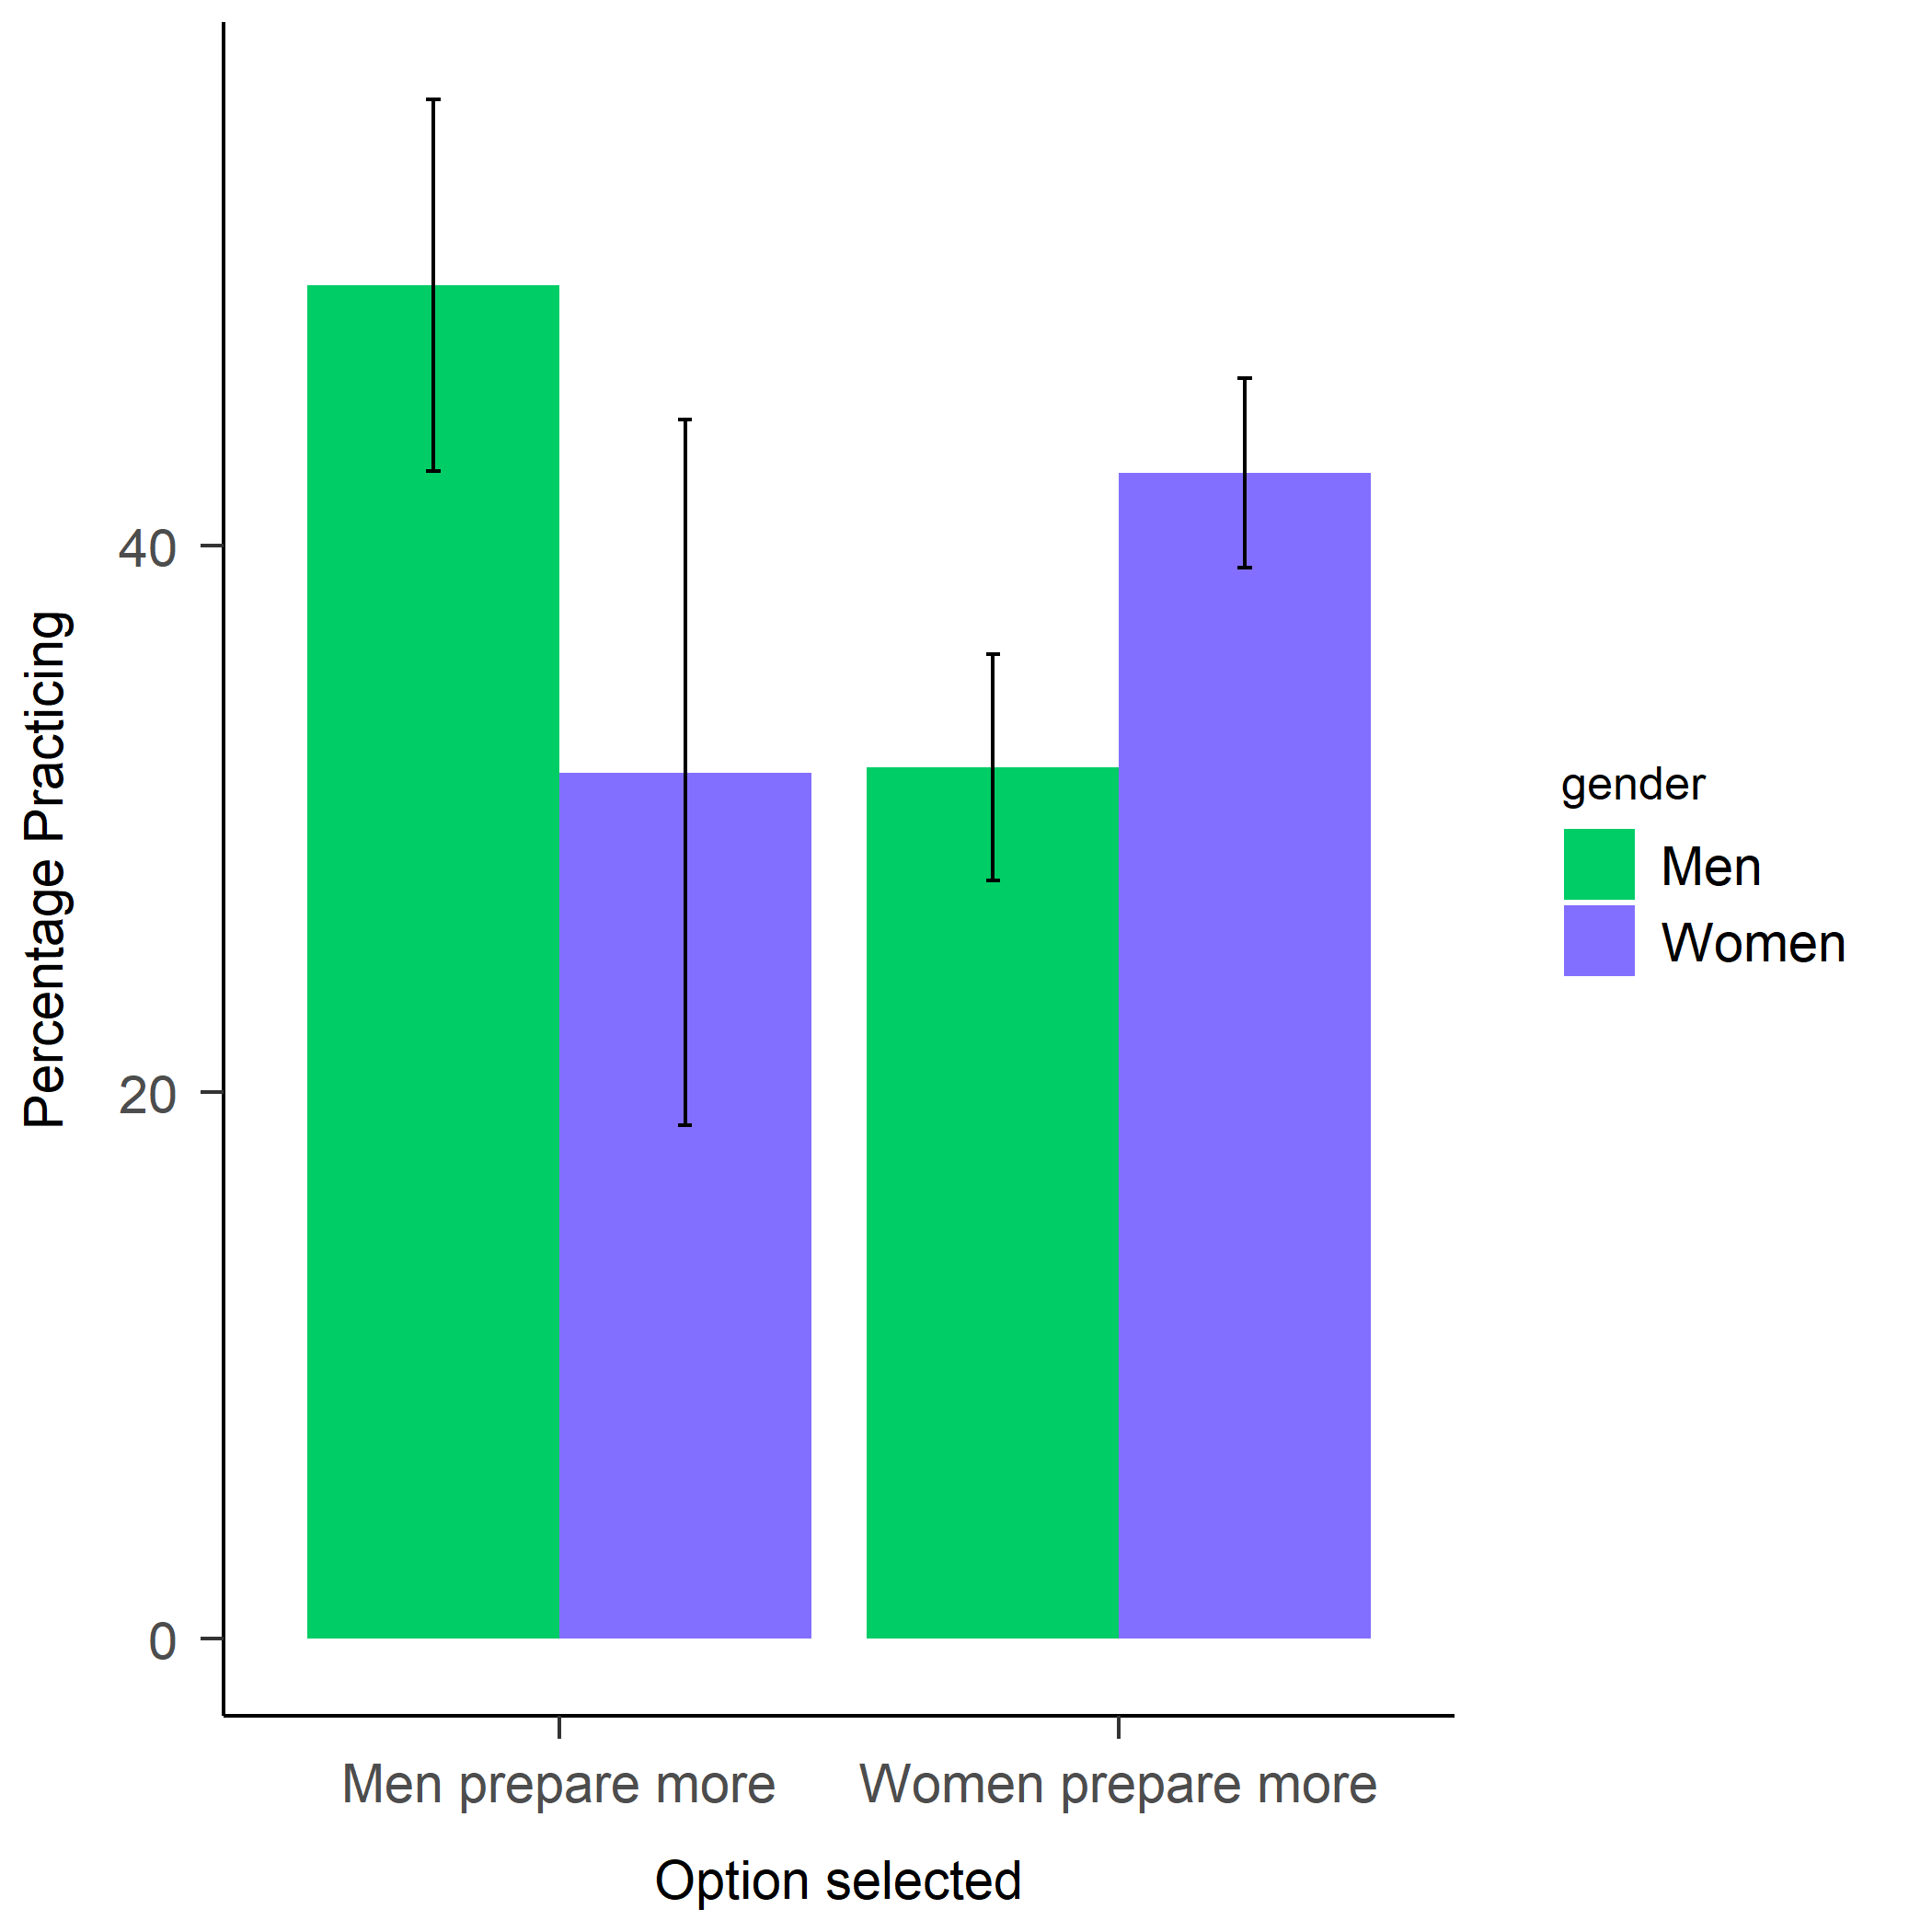 Percentage Practicing
40
20
0
Men prepare more
Women prepare more
Option selected
gender
Men
Women